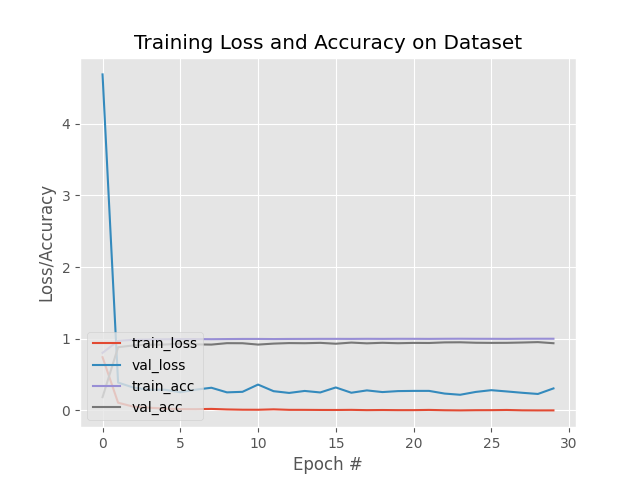 Training Loss and Accuracy on Dataset
Loss/Accuracy
4
3
2
1
0
train_loss
val_loss
train_acc
val_acc
0 5 10 15 20 25 30
Epoch #